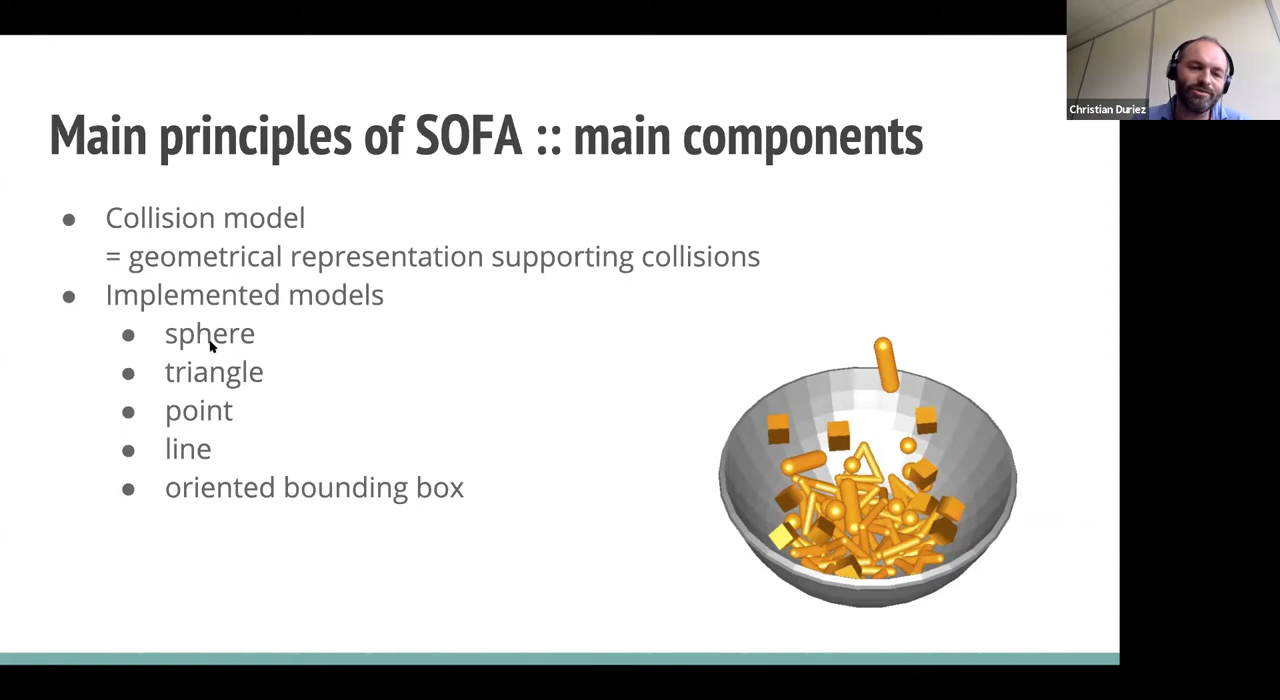 Christian Duriez
Main principles of SOFA :: main components
● Collision model
= geometrical representation supporting collisions
● Implemented models
● sphere
● triangle
● point
● line
● oriented bounding box